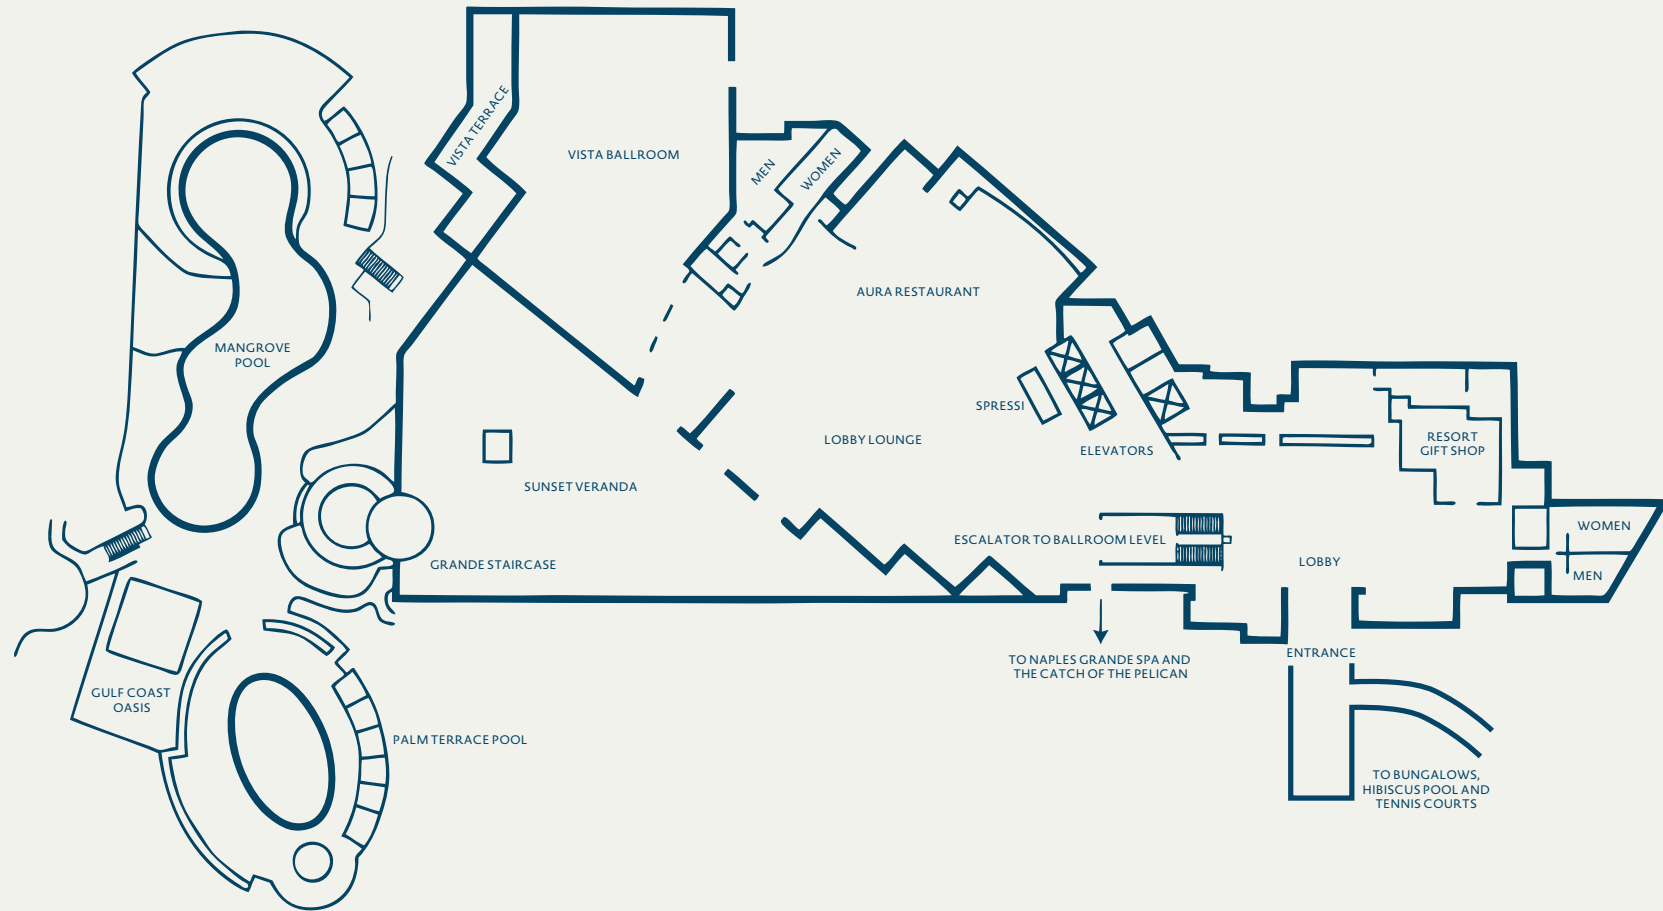 VISTA TERRACE
VISTA BALLROOM
MEN
WOMEN
AURA RESTAURANT
MANGROVE
POOL
SPRESSI
LOBBY LOUNGE
ELEVATORS
RESORT
GIFT SHOP
SUNSET VERANDA
GRANDE STAIRCASE
ESCALATOR TO BALLROOM LEVEL
LOBBY
WOMEN
MEN
ENTRANCE
TO NAPLES GRANDE SPA AND
THE CATCH OF THE PELICAN
GULF COAST
OASIS
PALM TERRACE POOL
TO BUNGALOWS,
HIBISCUS POOL AND
TENNIS COURTS